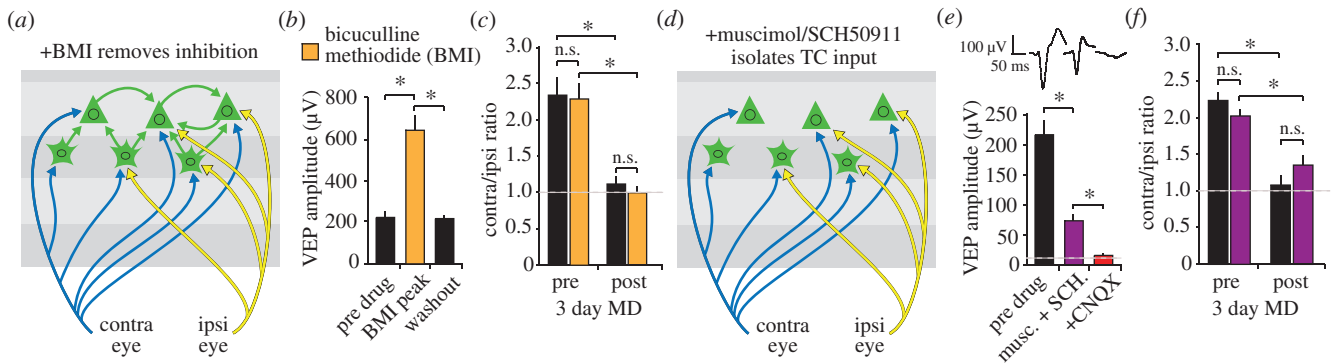 (a)
+BMI removes inhibition
contra
eye
ipsi
eye
(b)
bicuculline
methiodide (BMI)
VEP amplitude (µV)
800
600
400
200
0
*
*
pre drug
BMI peak
washout
(c)
contra/ipsi ratio
3.0
2.5
2.0
1.5
1.0
0.5
0
*
n.s.
*
n.s.
pre
post
3 day MD
(d)
+muscimol/SCH50911
isolates TC input
contra
eye
ipsi
eye
(e)
100 µV
50 ms
VEP amplitude (µV)
250
200
150
100
50
0
*
*
pre drug
musc. + SCH.
+CNQX
(f)
contra/ipsi ratio
3.0
2.5
2.0
1.5
1.0
0.5
0
*
n.s.
*
n.s.
pre
post
3 day MD